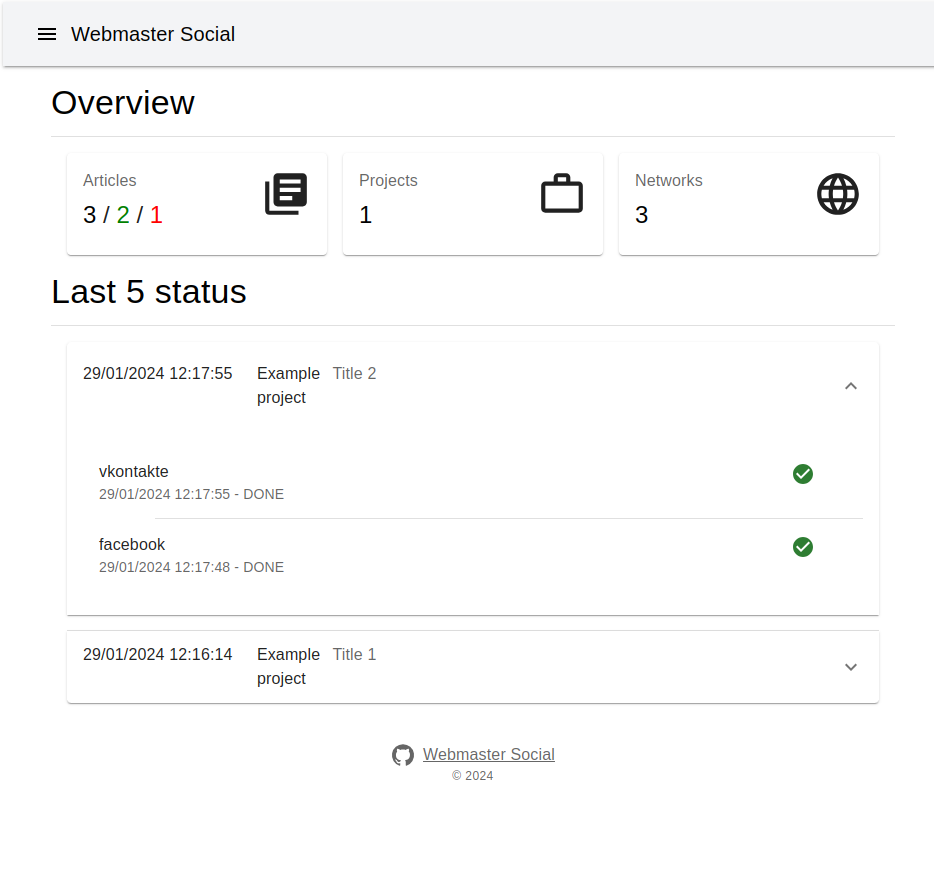 Webmaster Social
Overview
Articles
3 / 2 / 1
Projects
1
Networks
3
Last 5 status
29/01/2024 12:17:55 Example project Title 2
vkontakte
29/01/2024 12:17:55 - DONE
facebook
29/01/2024 12:17:48 - DONE
29/01/2024 12:16:14 Example project Title 1
Webmaster Social
© 2024